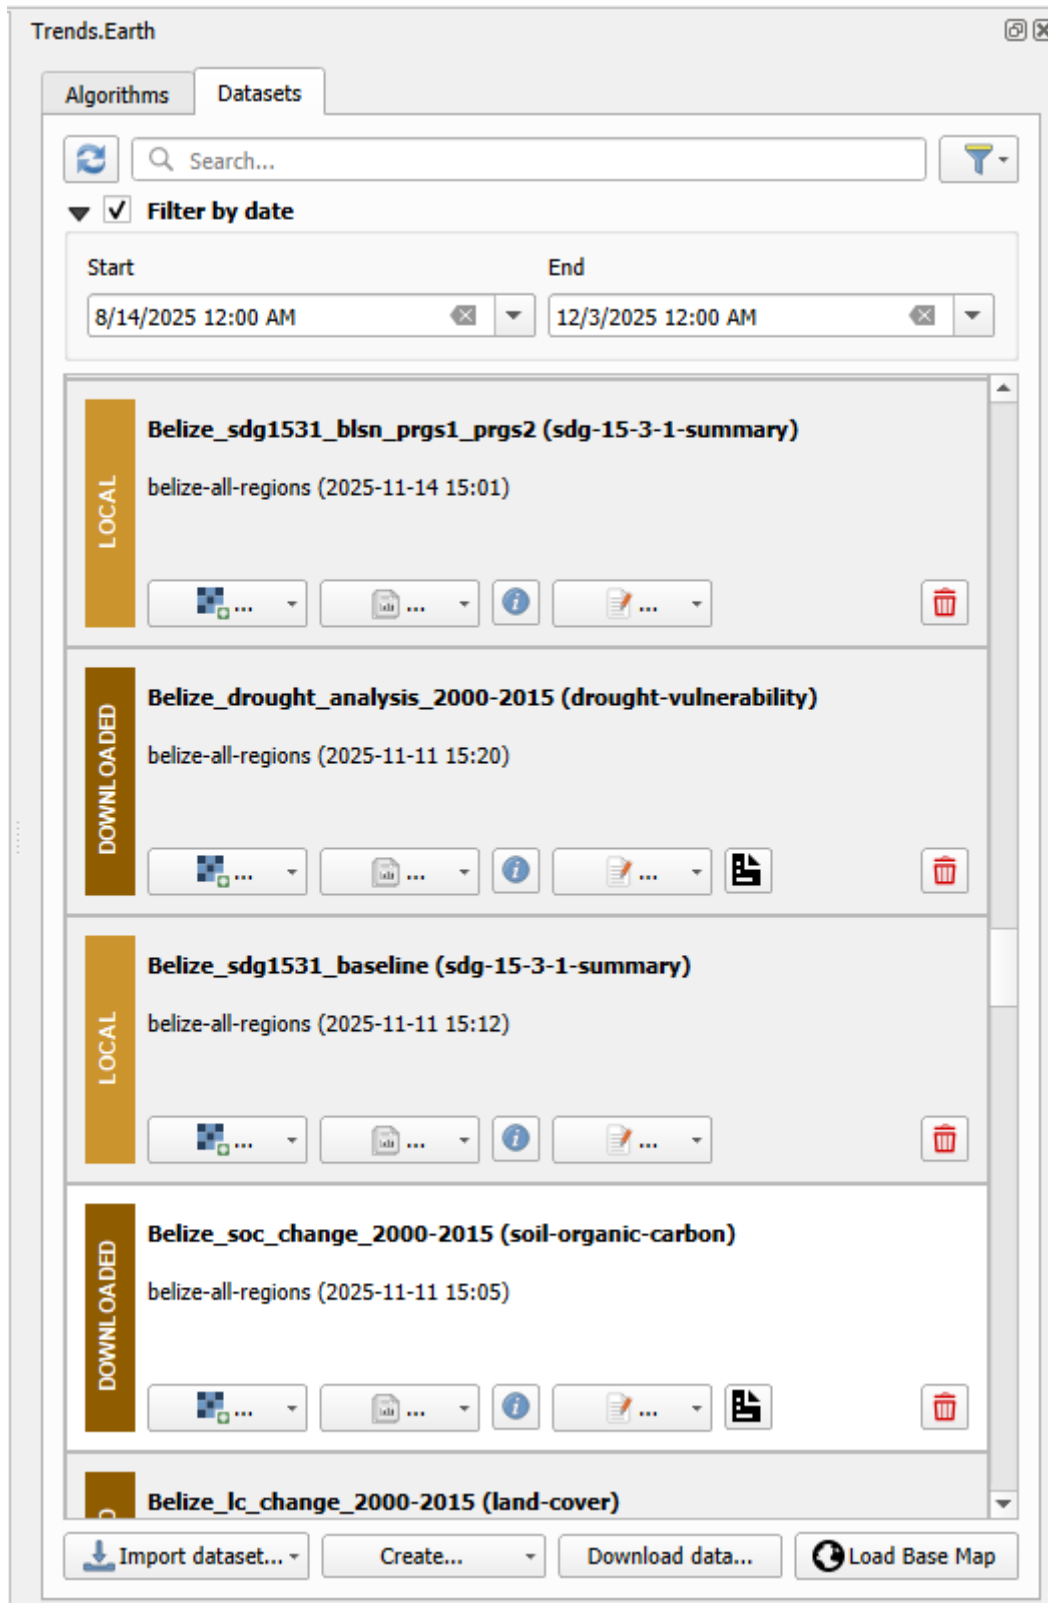 Trends.Earth
Algorithms Datasets
Search...
Filter by date
Start End
8/14/2025 12:00 AM 12/3/2025 12:00 AM
LOCAL
Belize_sdg1531_blsn_prgs1_prgs2 (sdg-15-3-1-summary)
belize-all-regions (2025-11-14 15:01)
... ... ...
DOWNLOADED
Belize_drought_analysis_2000-2015 (drought-vulnerability)
belize-all-regions (2025-11-11 15:20)
... ... ...
LOCAL
Belize_sdg1531_baseline (sdg-15-3-1-summary)
belize-all-regions (2025-11-11 15:12)
... ... ...
DOWNLOADED
Belize_soc_change_2000-2015 (soil-organic-carbon)
belize-all-regions (2025-11-11 15:05)
... ... ...
Belize_lc_change_2000-2015 (land-cover)
Import dataset... Create... Download data... Load Base Map